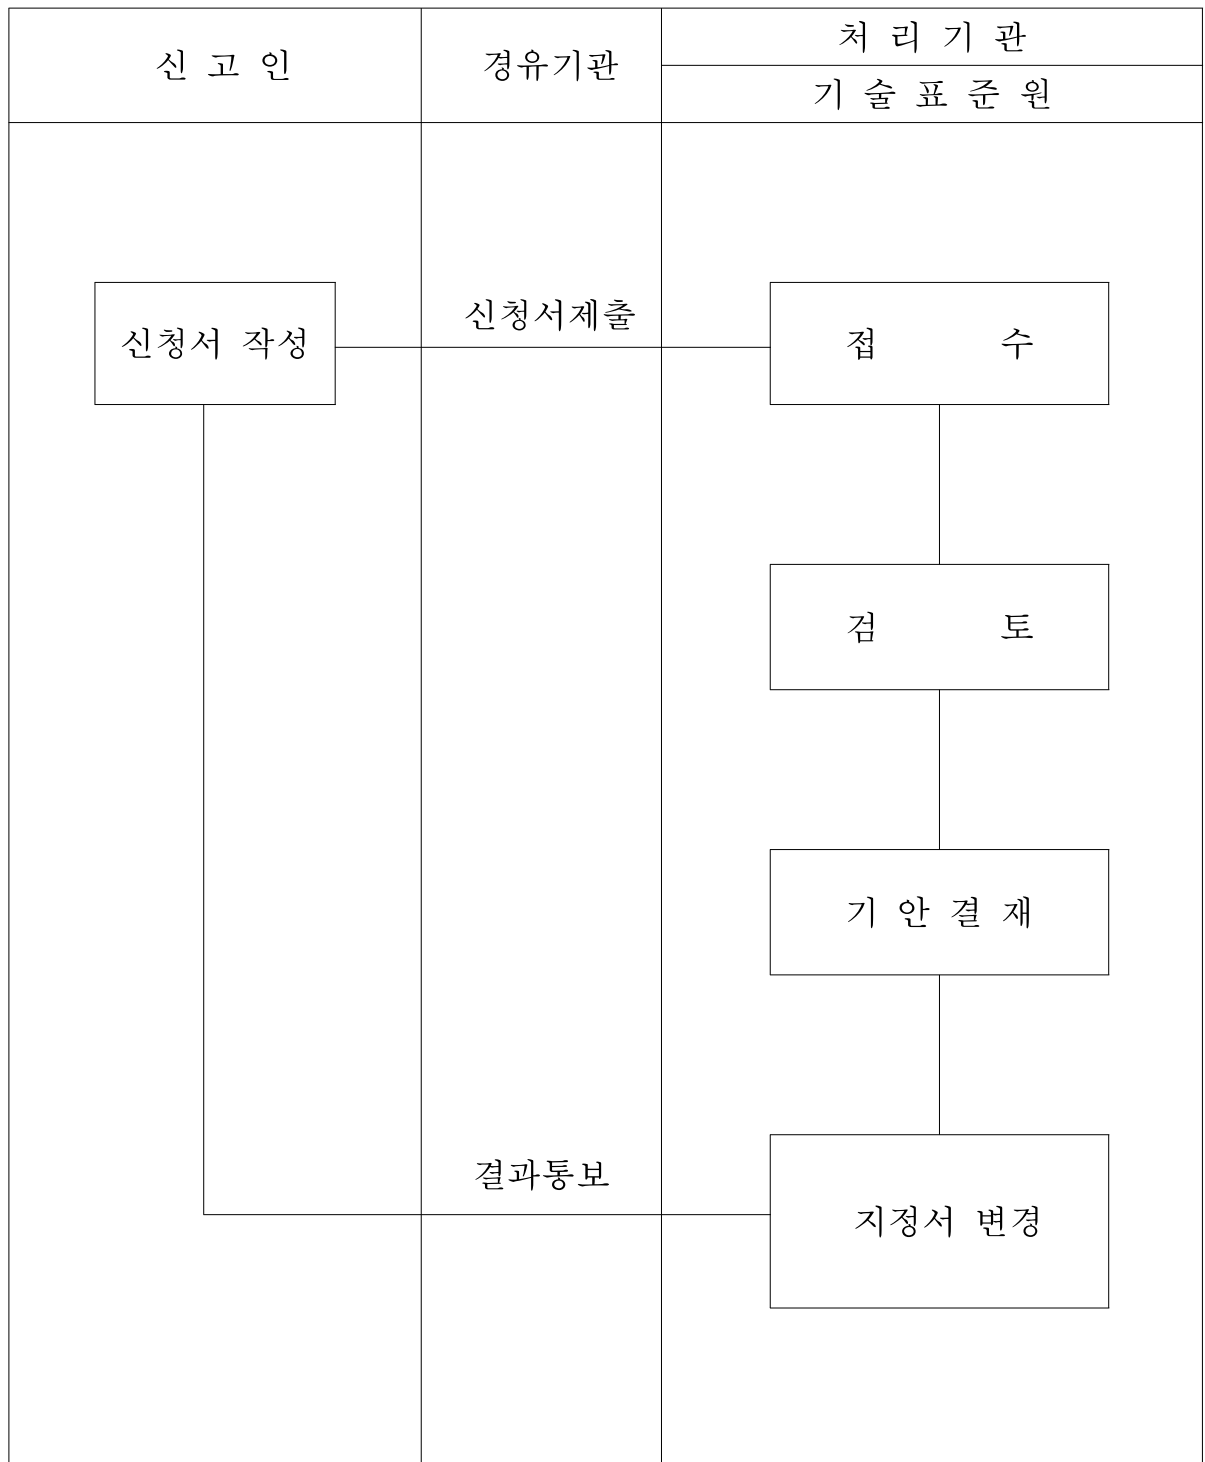 신 고 인
경유기관
처 리 기 관
기 술 표 준 원
신청서 작성
신청서제출
접 수
검 토
기 안 결 재
결과통보
지정서 변경